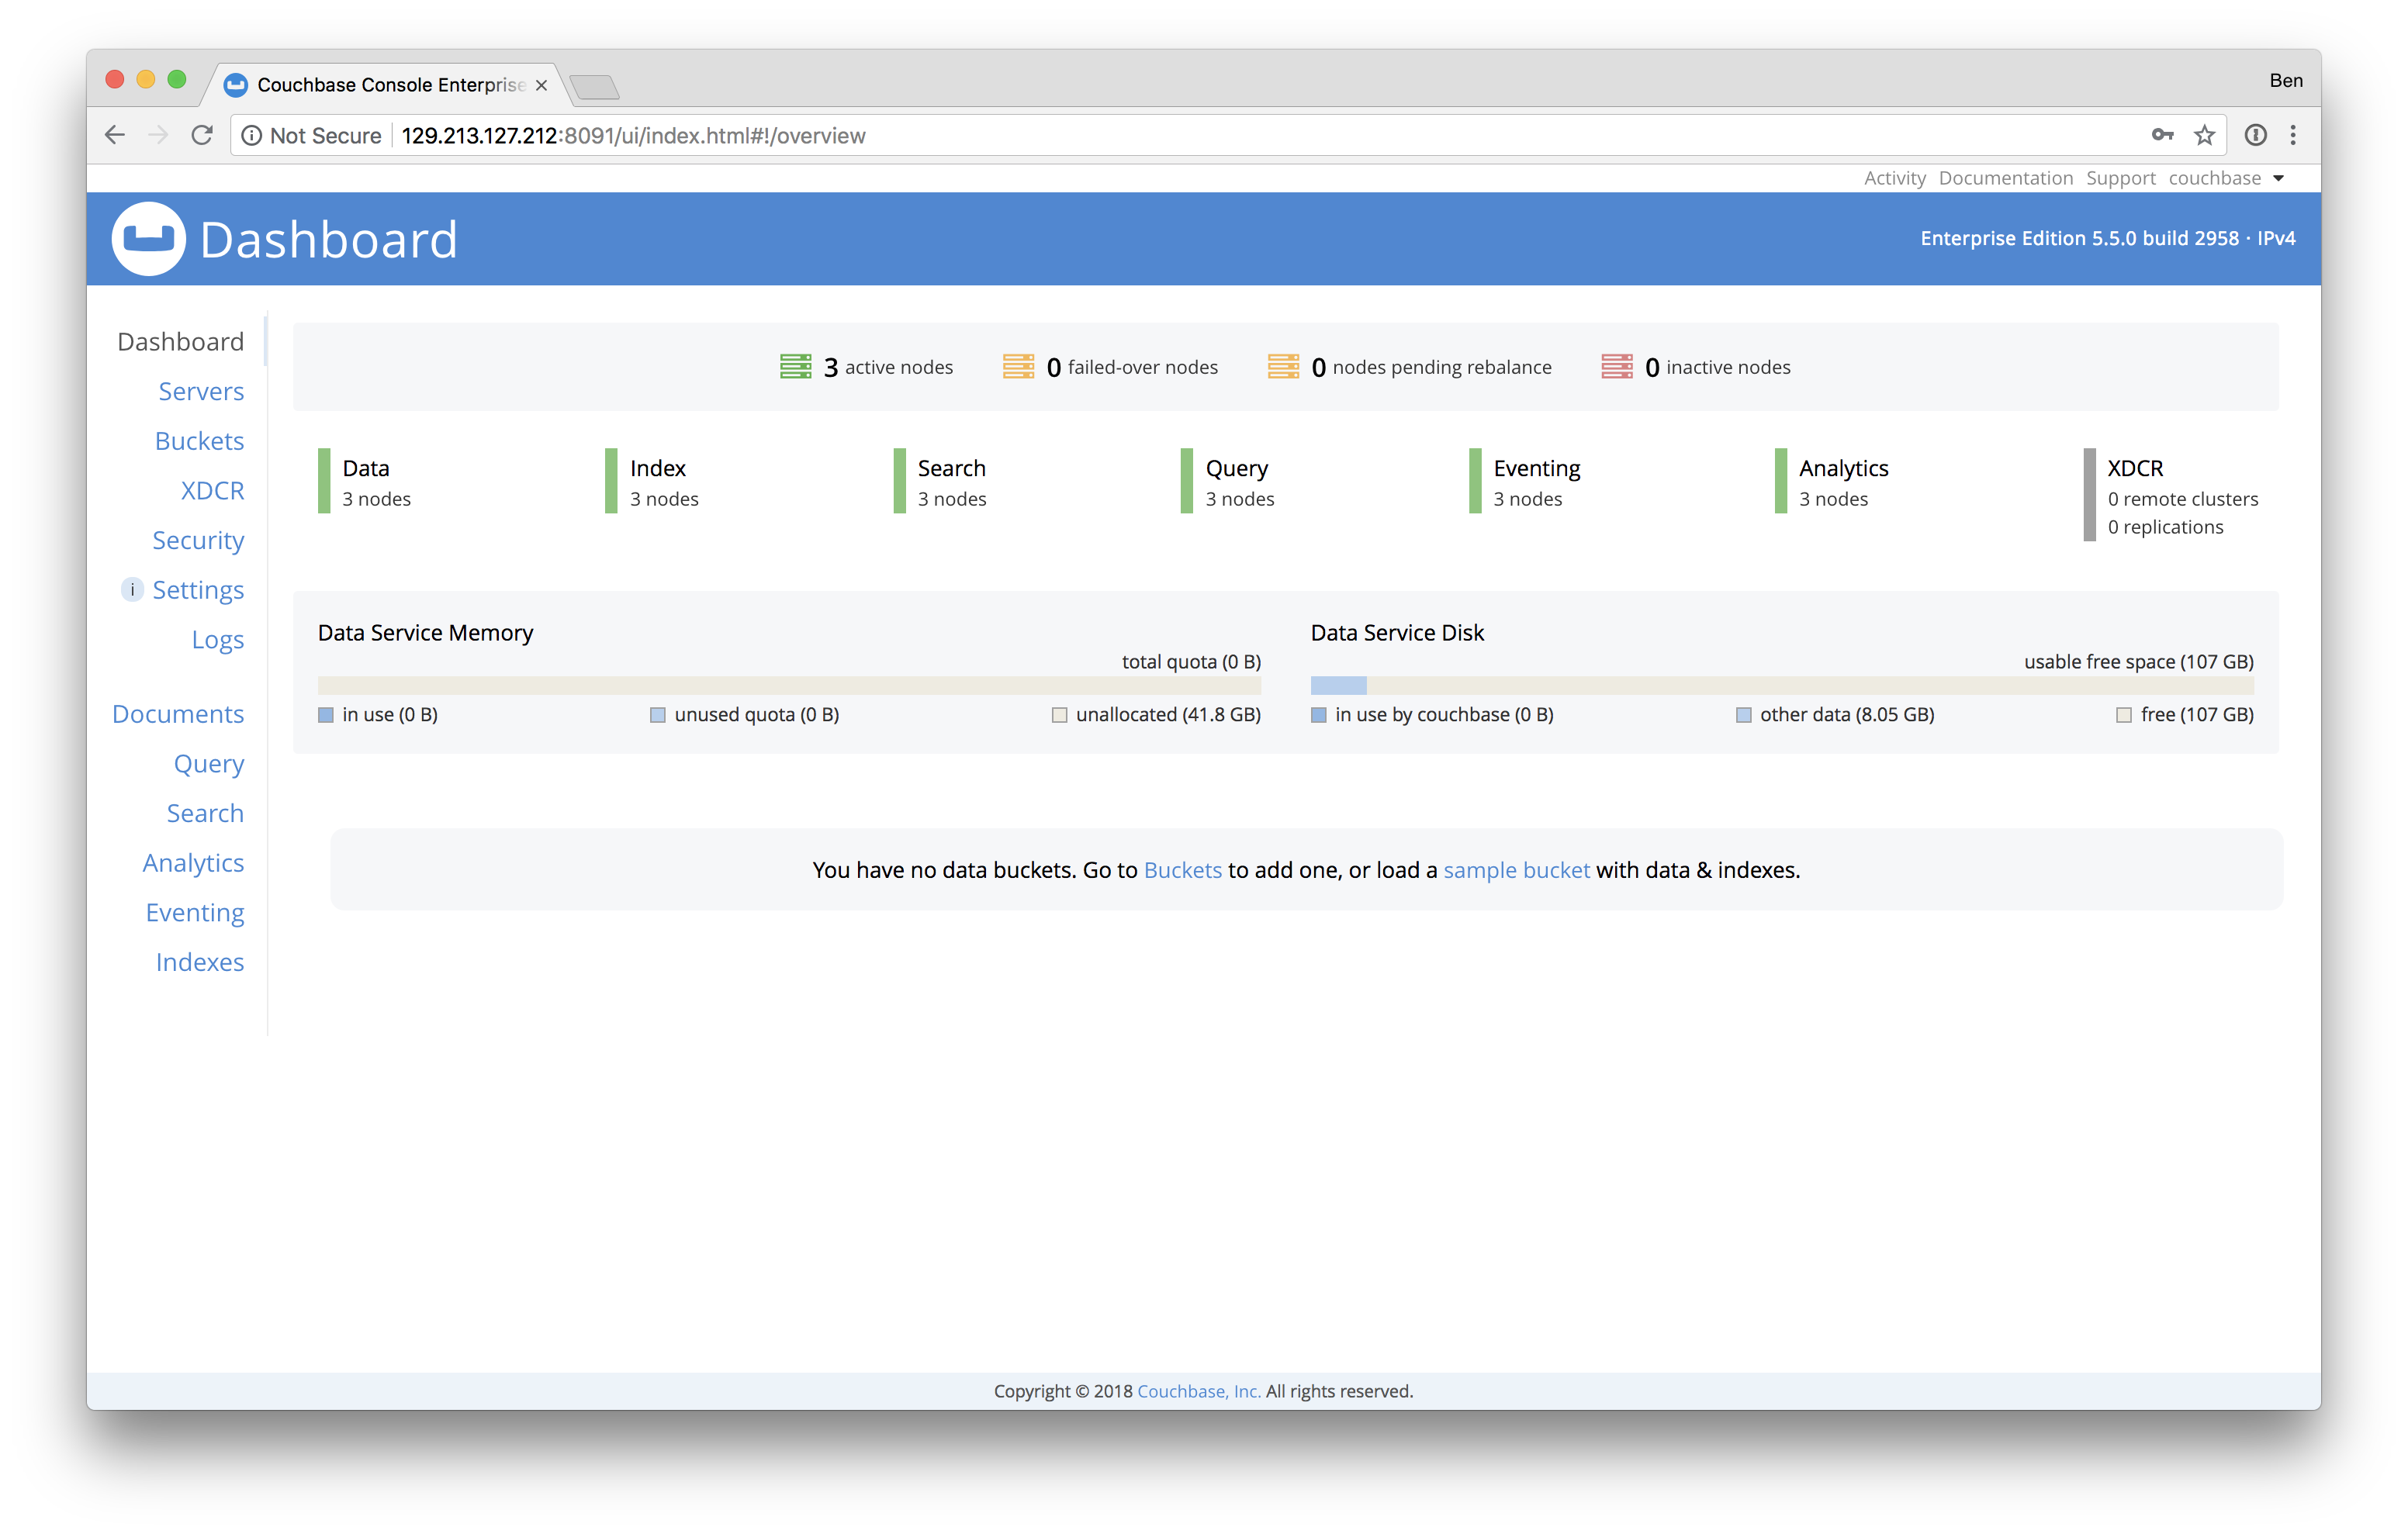 Couchbase Console Enterprise
Ben
Not Secure 129.213.127.212:8091/ui/index.html#!/overview
Activity Documentation Support couchbase
Dashboard
Enterprise Edition 5.5.0 build 2958 · IPv4
Dashboard
Servers
Buckets
XDCR
Security
i Settings
Logs
Documents
Query
Search
Analytics
Eventing
Indexes
3 active nodes 0 failed-over nodes 0 nodes pending rebalance 0 inactive nodes
Data
3 nodes
Index
3 nodes
Search
3 nodes
Query
3 nodes
Eventing
3 nodes
Analytics
3 nodes
XDCR
0 remote clusters
0 replications
Data Service Memory
total quota (0 B)
in use (0 B) unused quota (0 B) unallocated (41.8 GB)
Data Service Disk
usable free space (107 GB)
in use by couchbase (0 B) other data (8.05 GB) free (107 GB)
You have no data buckets. Go to Buckets to add one, or load a sample bucket with data & indexes.
Copyright © 2018 Couchbase, Inc. All rights reserved.